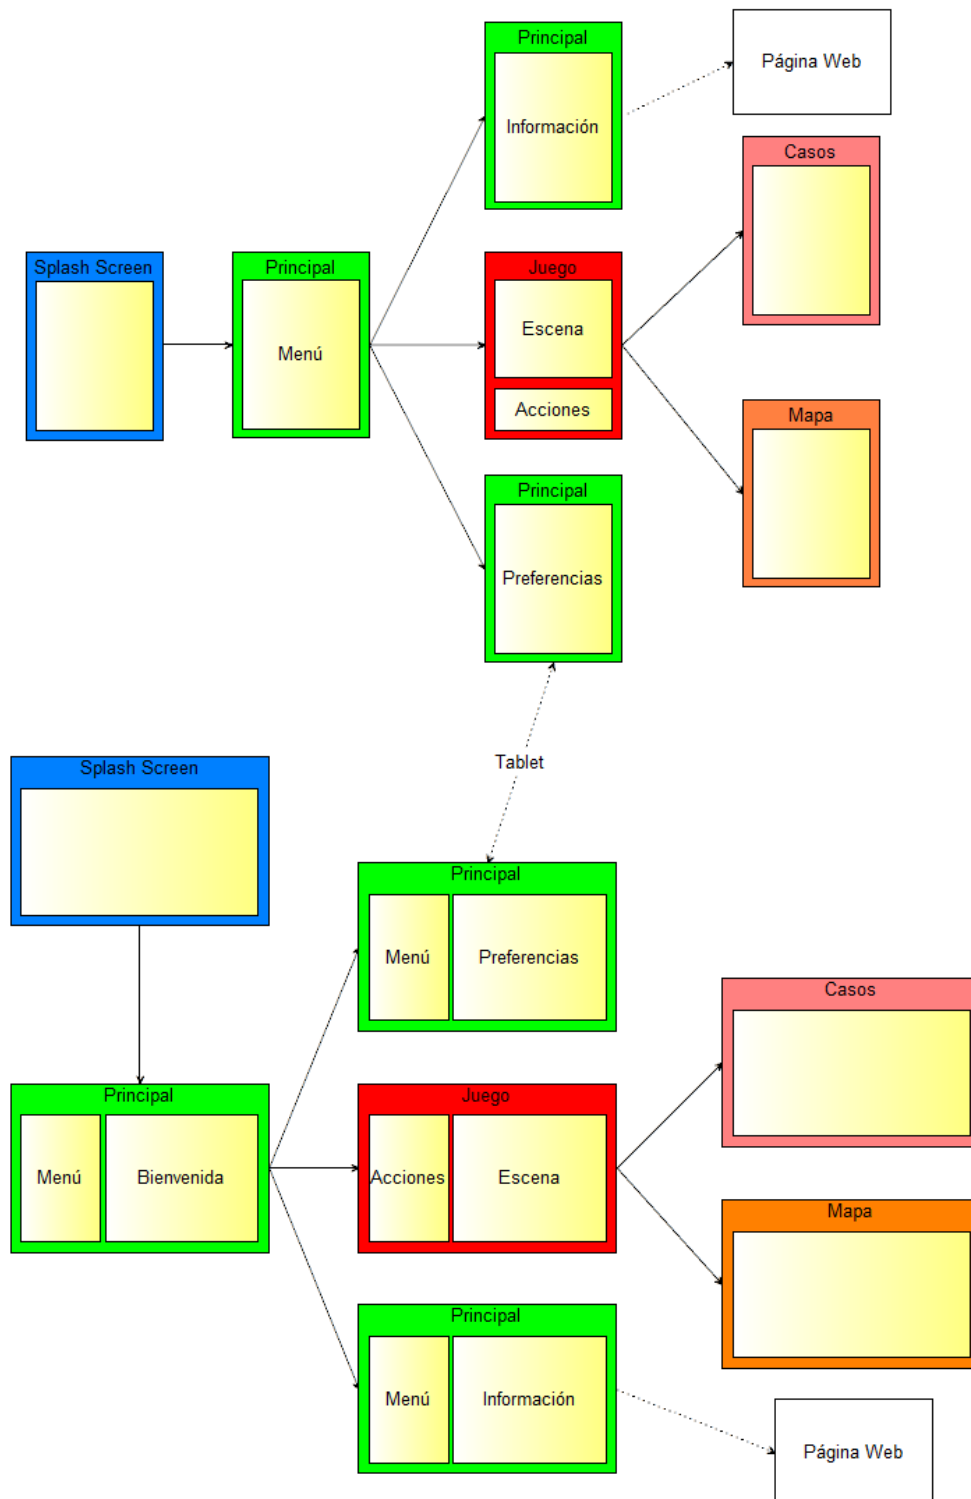 Principal
Información
Página Web
Casos
Splash Screen
Principal
Menú
Juego
Escena
Acciones
Mapa
Principal
Preferencias
Tablet
Splash Screen
Principal
Menú
Preferencias
Casos
Principal
Menú
Bienvenida
Juego
Acciones
Escena
Mapa
Principal
Menú
Información
Página Web